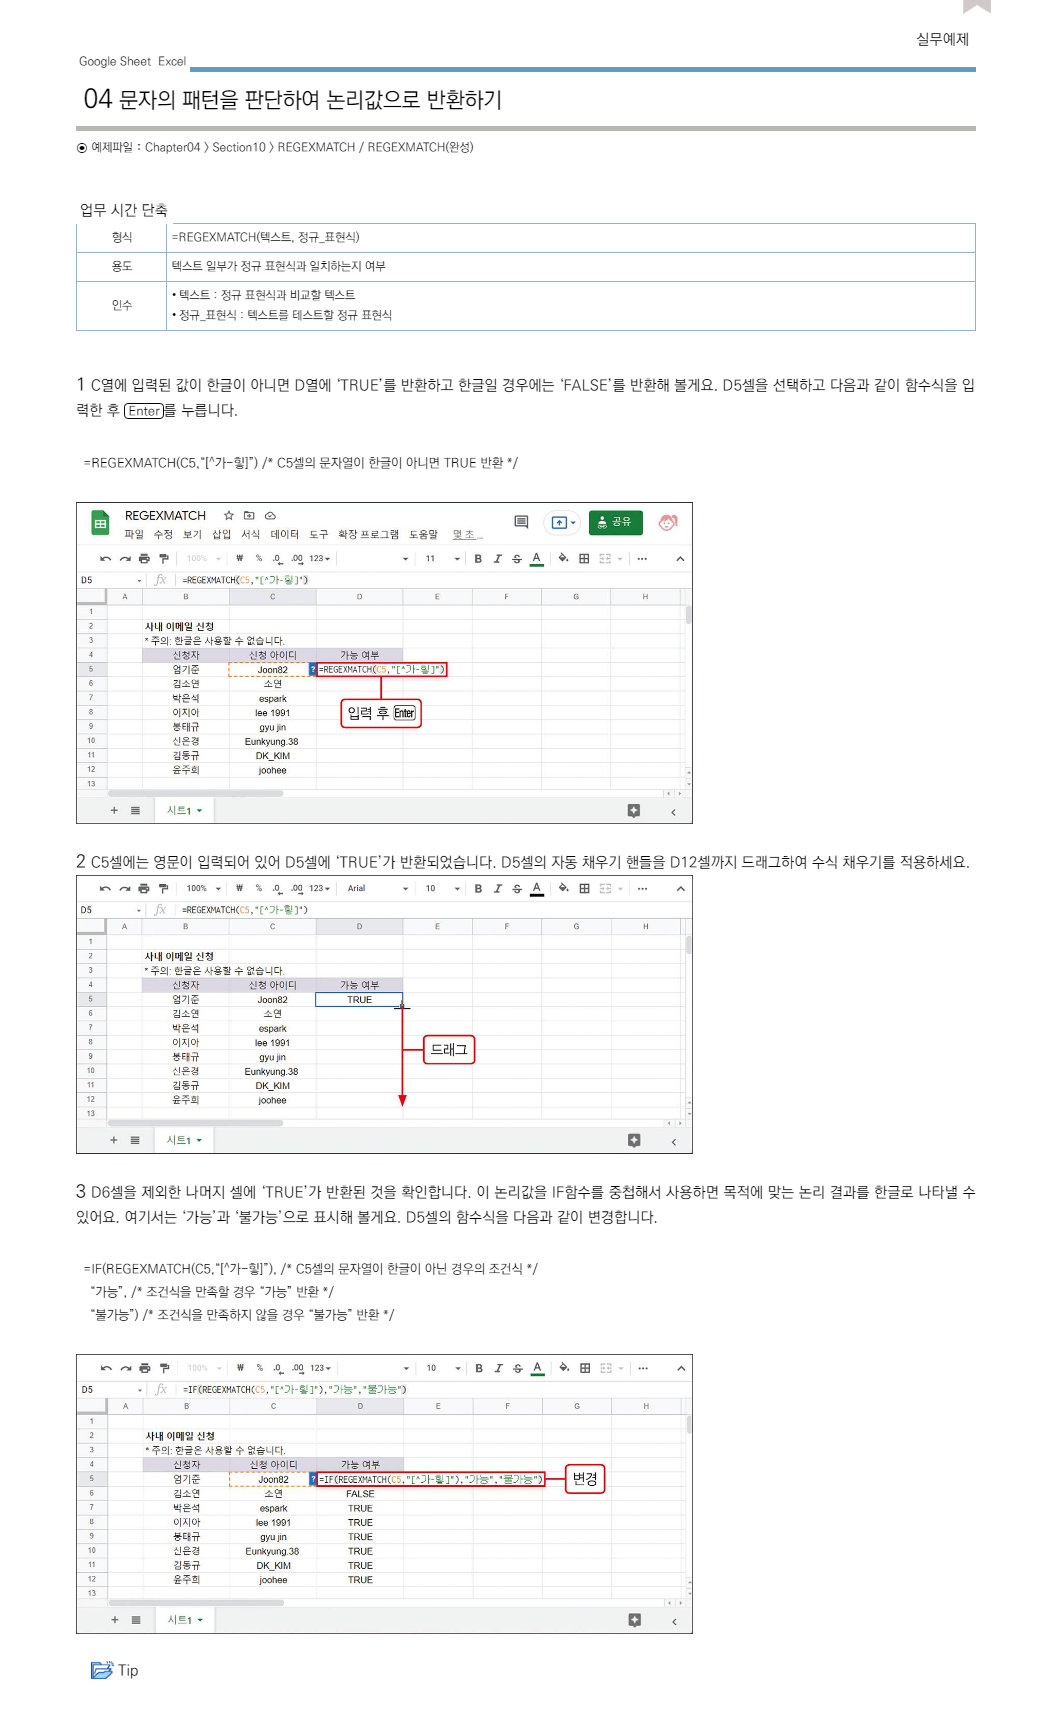 실무예제
Google Sheet Excel
04 문자의 패턴을 판단하여 논리값으로 반환하기
예제파일 : Chapter04 〉 Section10 〉 REGEXMATCH / REGEXMATCH(완성)
업무 시간 단축
형식 =REGEXMATCH(텍스트, 정규_표현식)
용도 텍스트 일부가 정규 표현식과 일치하는지 여부
인수
• 텍스트 : 정규 표현식과 비교할 텍스트
• 정규_표현식 : 텍스트를 테스트할 정규 표현식
1 C열에 입력된 값이 한글이 아니면 D열에 ‘TRUE’를 반환하고 한글일 경우에는 ‘FALSE’를 반환해 볼게요. D5셀을 선택하고 다음과 같이 함수식을 입
력한 후 Enter를 누릅니다.
=REGEXMATCH(C5,“[^가-힣]”) /* C5셀의 문자열이 한글이 아니면 TRUE 반환 */
REGEXMATCH
파일 수정 보기 삽입 서식 데이터 도구 확장 프로그램 도움말 몇 초 ...
공유
100% ₩ % .0 .00 123 11 B I S A
D5 fx =REGEXMATCH(C5,"[^가-힣]")
A B C D E F G H
1
2 사내 이메일 신청
3 * 주의: 한글은 사용할 수 없습니다.
4 신청자 신청 아이디 가능 여부
5 엄기준 Joon82 ? =REGEXMATCH(C5,"[^가-힣]")
6 김소연 소연
7 박은석 espark
8 이지아 lee 1991
9 봉태규 gyu jin
10 신은경 Eunkyung.38
11 김동규 DK_KIM
12 윤주희 joohee
13
입력 후 Enter
+ 시트1
2 C5셀에는 영문이 입력되어 있어 D5셀에 ‘TRUE’가 반환되었습니다. D5셀의 자동 채우기 핸들을 D12셀까지 드래그하여 수식 채우기를 적용하세요.
100% ₩ % .0 .00 123 Arial 10 B I S A
D5 fx =REGEXMATCH(C5,"[^가-힣]")
A B C D E F G H
1
2 사내 이메일 신청
3 * 주의: 한글은 사용할 수 없습니다.
4 신청자 신청 아이디 가능 여부
5 엄기준 Joon82 TRUE
6 김소연 소연
7 박은석 espark
8 이지아 lee 1991
9 봉태규 gyu jin
10 신은경 Eunkyung.38
11 김동규 DK_KIM
12 윤주희 joohee
13
드래그
+ 시트1
3 D6셀을 제외한 나머지 셀에 ‘TRUE’가 반환된 것을 확인합니다. 이 논리값을 IF함수를 중첩해서 사용하면 목적에 맞는 논리 결과를 한글로 나타낼 수
있어요. 여기서는 ‘가능’과 ‘불가능’으로 표시해 볼게요. D5셀의 함수식을 다음과 같이 변경합니다.
=IF(REGEXMATCH(C5,“[^가-힣]”), /* C5셀의 문자열이 한글이 아닌 경우의 조건식 */
“가능”, /* 조건식을 만족할 경우 “가능” 반환 */
“불가능”) /* 조건식을 만족하지 않을 경우 “불가능” 반환 */
100% ₩ % .0 .00 123 10 B I S A
D5 fx =IF(REGEXMATCH(C5,"[^가-힣]"),"가능","불가능")
A B C D E F G H
1
2 사내 이메일 신청
3 * 주의: 한글은 사용할 수 없습니다.
4 신청자 신청 아이디 가능 여부
5 엄기준 Joon82 ? =IF(REGEXMATCH(C5,"[^가-힣]"),"가능","불가능") 변경
6 김소연 소연 FALSE
7 박은석 espark TRUE
8 이지아 lee 1991 TRUE
9 봉태규 gyu jin TRUE
10 신은경 Eunkyung.38 TRUE
11 김동규 DK_KIM TRUE
12 윤주희 joohee TRUE
13
+ 시트1
Tip